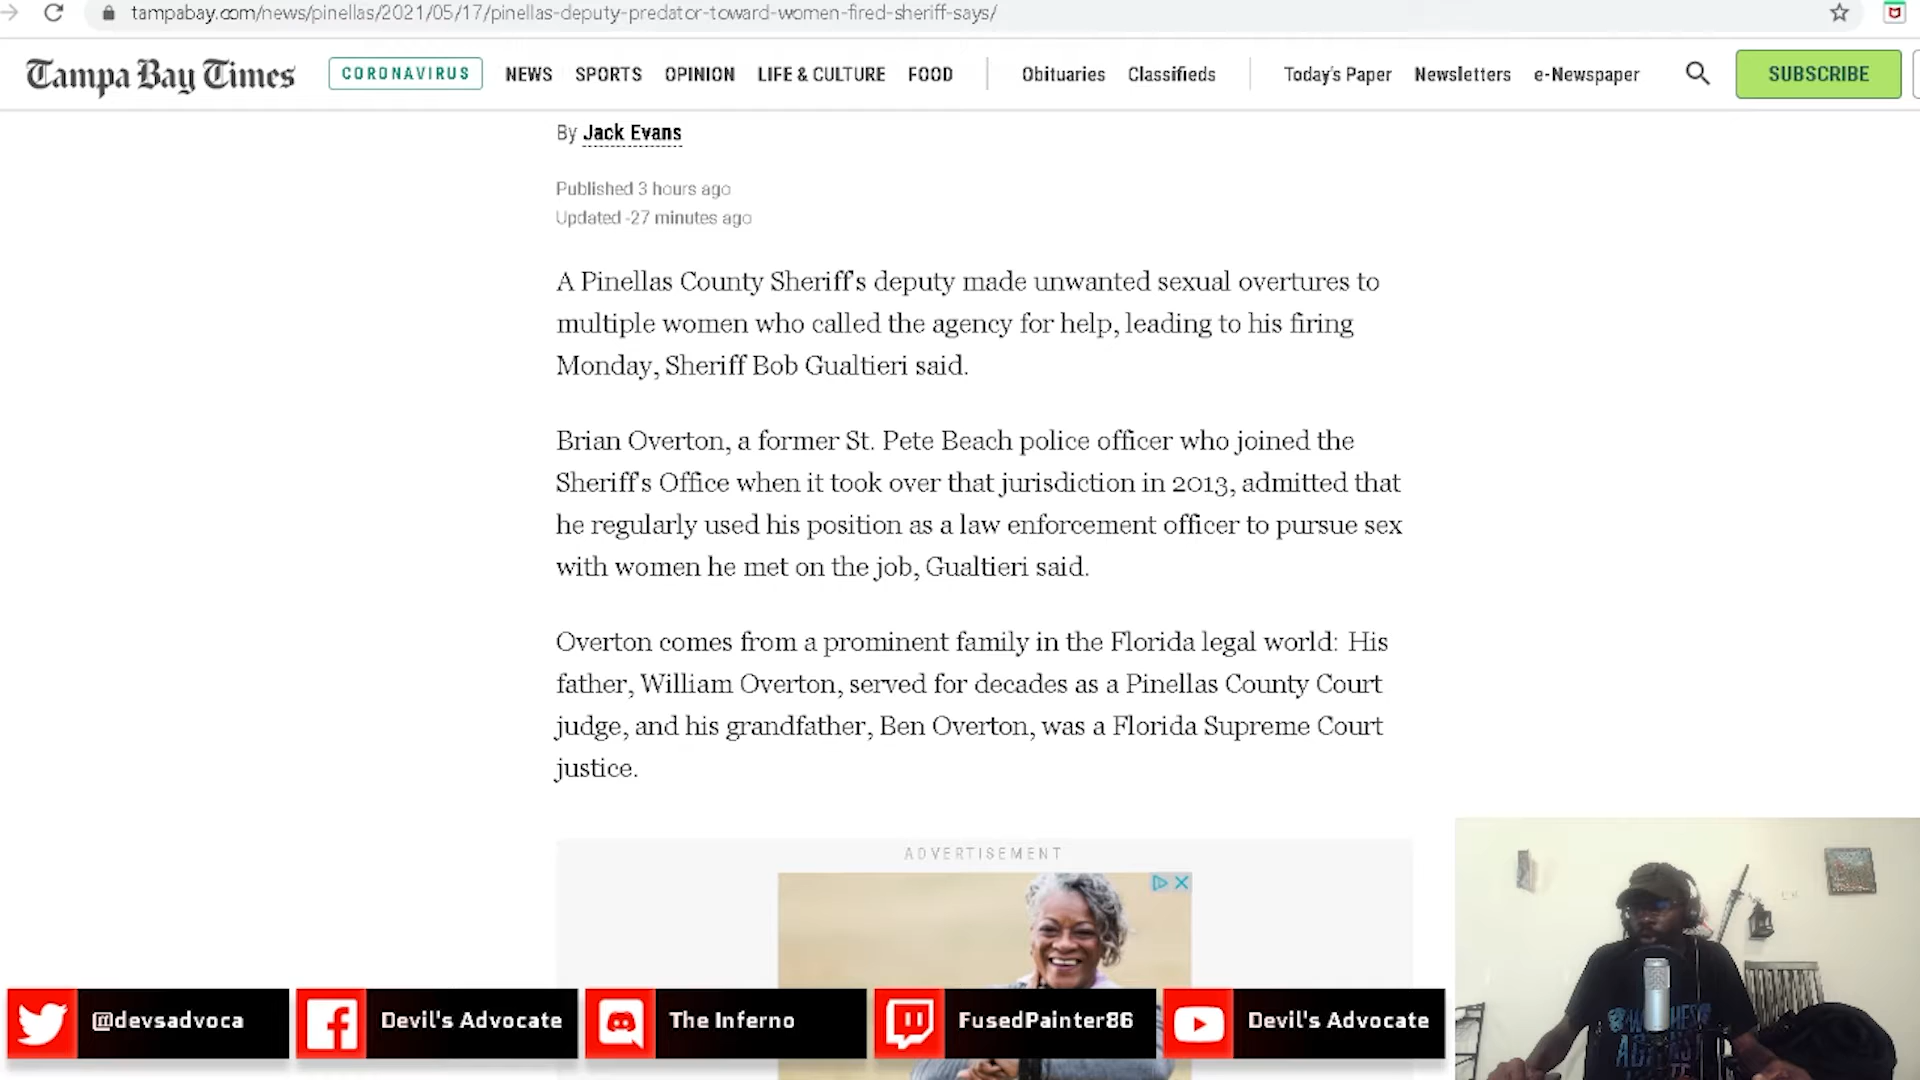 tampabay.com/news/pinellas/2021/05/17/pinellas-deputy-predator-toward-women-fired-sheriff-says/
Tampa Bay Times
CORONAVIRUS
NEWS
SPORTS
OPINION
LIFE & CULTURE
FOOD
Obituaries
Classifieds
Today's Paper
Newsletters
e-Newspaper
SUBSCRIBE
By Jack Evans
Published 3 hours ago
Updated -27 minutes ago
A Pinellas County Sheriff's deputy made unwanted sexual overtures to
multiple women who called the agency for help, leading to his firing
Monday, Sheriff Bob Gualtieri said.
Brian Overton, a former St. Pete Beach police officer who joined the
Sheriff's Office when it took over that jurisdiction in 2013, admitted that
he regularly used his position as a law enforcement officer to pursue sex
with women he met on the job, Gualtieri said.
Overton comes from a prominent family in the Florida legal world: His
father, William Overton, served for decades as a Pinellas County Court
judge, and his grandfather, Ben Overton, was a Florida Supreme Court
justice.
ADVERTISEMENT
@devsadvoca
Devil's Advocate
The Inferno
FusedPainter86
Devil's Advocate